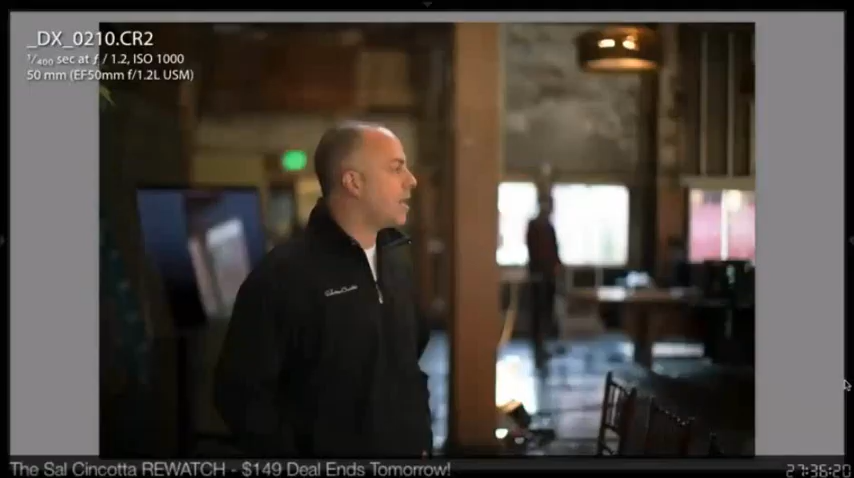 _DX_0210.CR2
1/400 sec at ƒ / 1.2, ISO 1000
50 mm (EF50mm f/1.2L USM)
The Sal Cincotta REWATCH - $149 Deal Ends Tomorrow!
27:36:20